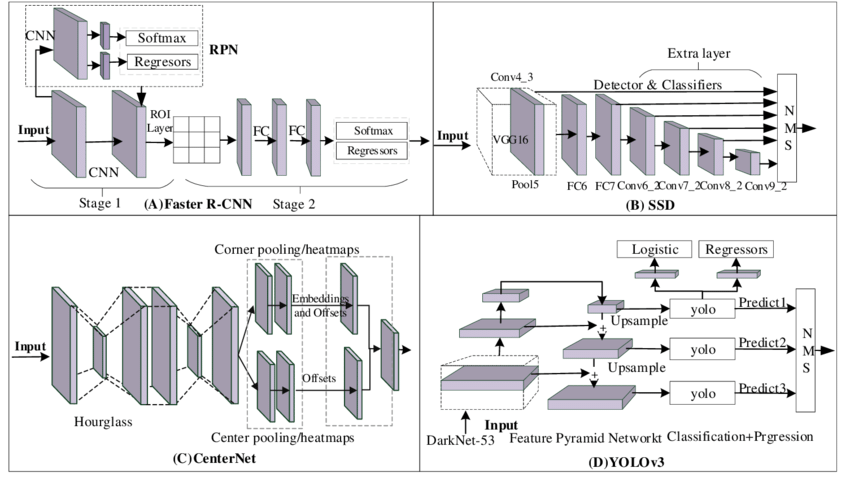 CNN
Softmax
Regresors
RPN
Input
ROI
Layer
FC
FC
Softmax
Regressors
CNN
Stage 1
(A)Faster R-CNN
Stage 2
Extra layer
Conv4_3
Detector & Classifiers
Input
VGG16
N
M
S
Pool5
FC6
FC7
Conv6_2
Conv7_2
Conv8_2
Conv9_2
(B) SSD
Corner pooling/heatmaps
Embeddings
and Offsets
Input
Offsets
Hourglass
Center pooling/heatmaps
(C)CenterNet
Logistic
Regressors
Upsample
yolo
Predict1
+
yolo
Predict2
Upsample
+
yolo
Predict3
N
M
S
Input
DarkNet-53
Feature Pyramid Networkt
Classification+Prgression
(D)YOLOv3